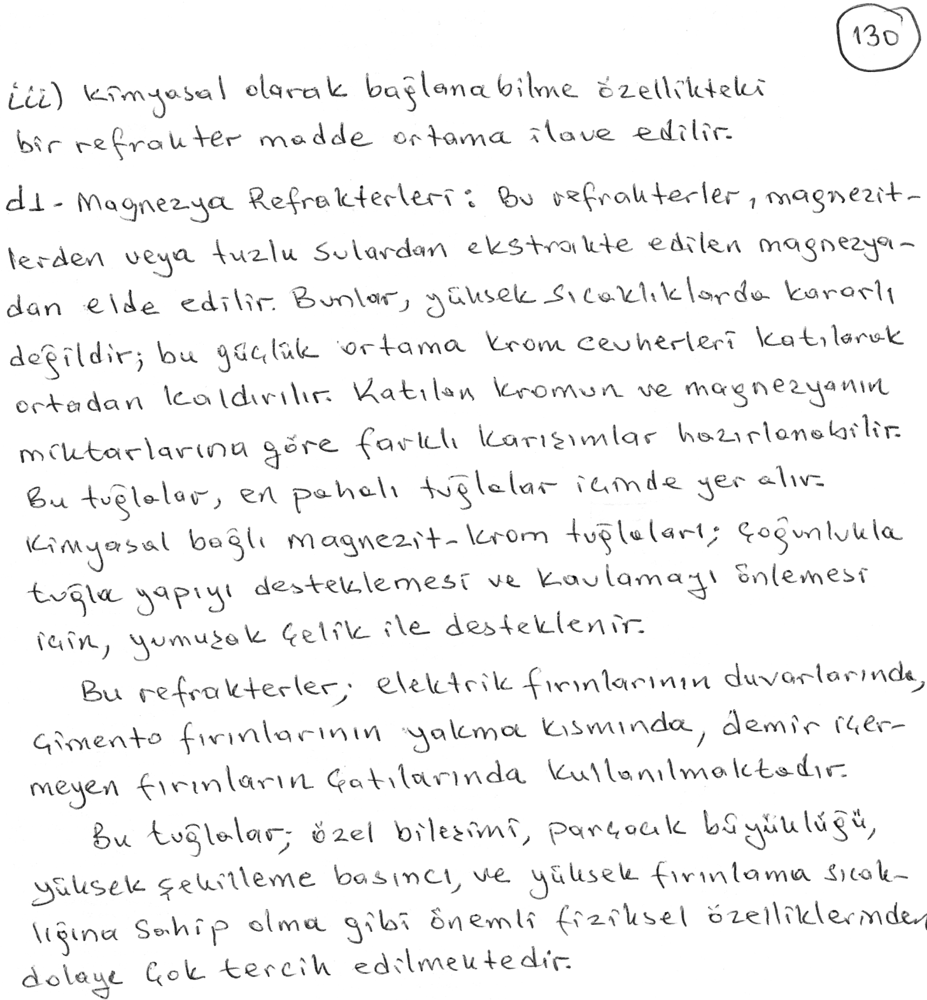 130
iii) Kimyasal olarak bağlanabilme özellikteki
bir refrakter madde ortama ilave edilir.
d1- Magnezya Refrakterleri: Bu refrakterler, magnezit-
lerden veya tuzlu sulardan ekstrakte edilen magnezya-
dan elde edilir. Bunlar, yüksek sıcaklıklarda kararlı
değildir; bu güçlük ortama krom cevherleri katılarak
ortadan kaldırılır. Katılan kromun ve magnezyanın
miktarlarına göre farklı karışımlar hazırlanabilir.
Bu tuğlalar, en pahalı tuğlalar içinde yer alır.
Kimyasal bağlı magnezit-krom tuğlaları; çoğunlukla
tuğla yapıyı desteklemesi ve kavlamayı önlemesi
için, yumuşak çelik ile desteklenir.
Bu refrakterler; elektrik fırınlarının duvarlarında,
çimento fırınlarının yakma kısmında, demir içer-
meyen fırınların çatılarında kullanılmaktadır.
Bu tuğlalar; özel bileşimi, parçacık büyüklüğü,
yüksek şekilleme basıncı, ve yüksek fırınlama sıcak-
lığına sahip olma gibi önemli fiziksel özelliklerinden
dolaye çok tercih edilmektedir.